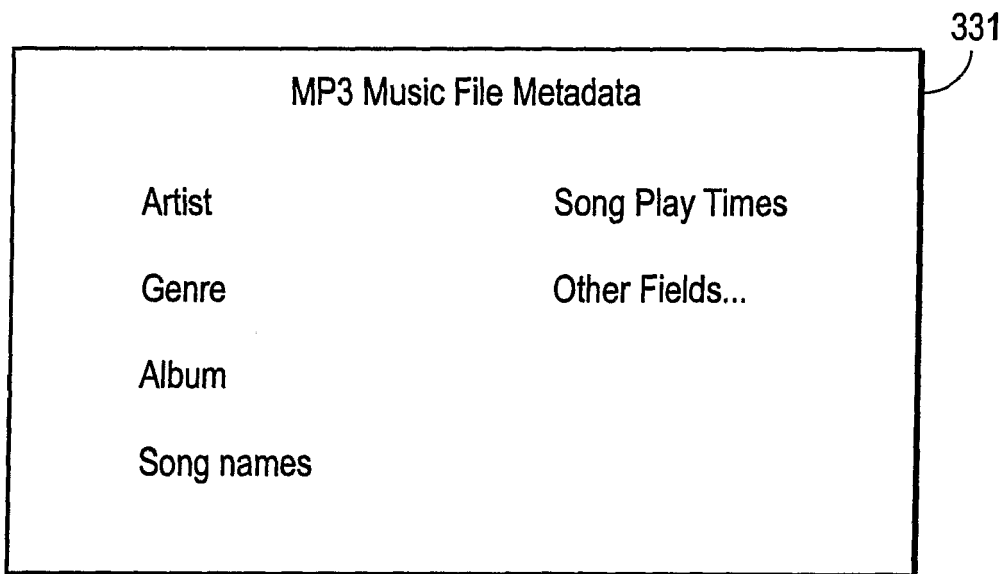 331
MP3 Music File Metadata
Artist
Song Play Times
Genre
Other Fields...
Album
Song names